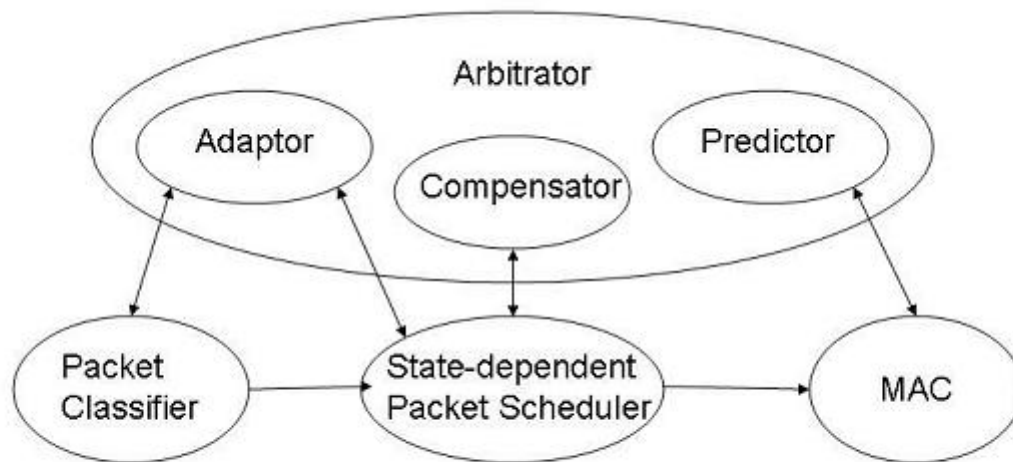 Arbitrator
Adaptor
Compensator
Predictor
Packet
Classifier
State-dependent
Packet Scheduler
MAC